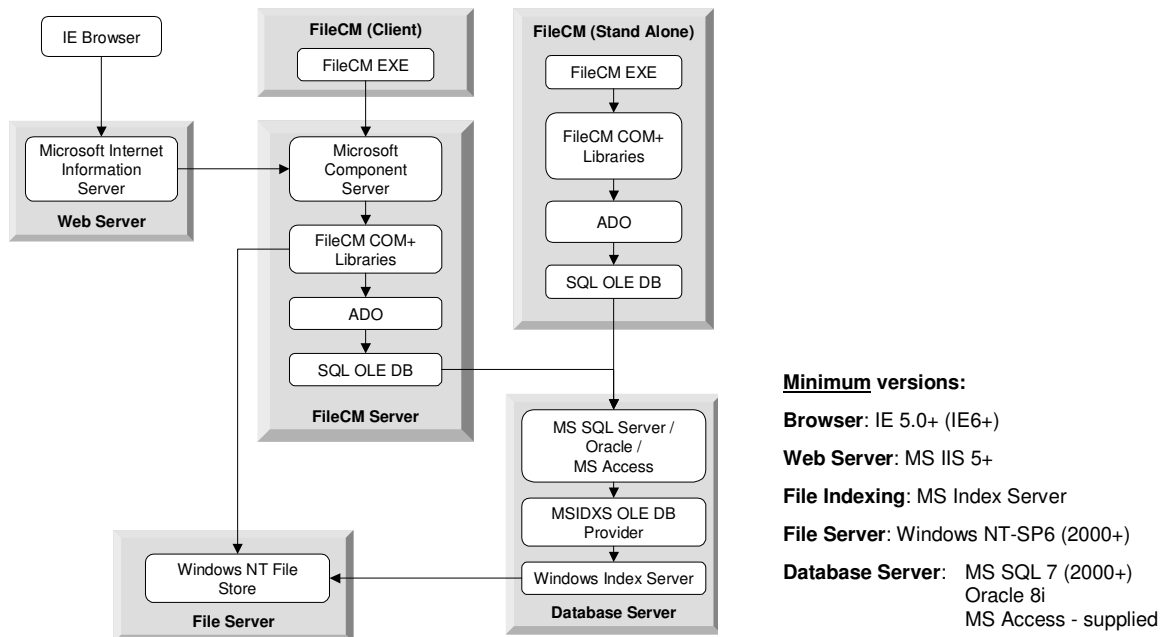 IE Browser
FileCM (Client)
FileCM EXE
FileCM (Stand Alone)
FileCM EXE
FileCM COM+
Libraries
ADO
SQL OLE DB
Microsoft Internet
Information
Server
Web Server
Microsoft
Component
Server
FileCM COM+
Libraries
ADO
SQL OLE DB
FileCM Server
MS SQL Server /
Oracle /
MS Access
MSIDXS OLE DB
Provider
Windows Index Server
Database Server
Windows NT File
Store
File Server
Minimum versions:
Browser: IE 5.0+ (IE6+)
Web Server: MS IIS 5+
File Indexing: MS Index Server
File Server: Windows NT-SP6 (2000+)
Database Server: MS SQL 7 (2000+)
Oracle 8i
MS Access - supplied